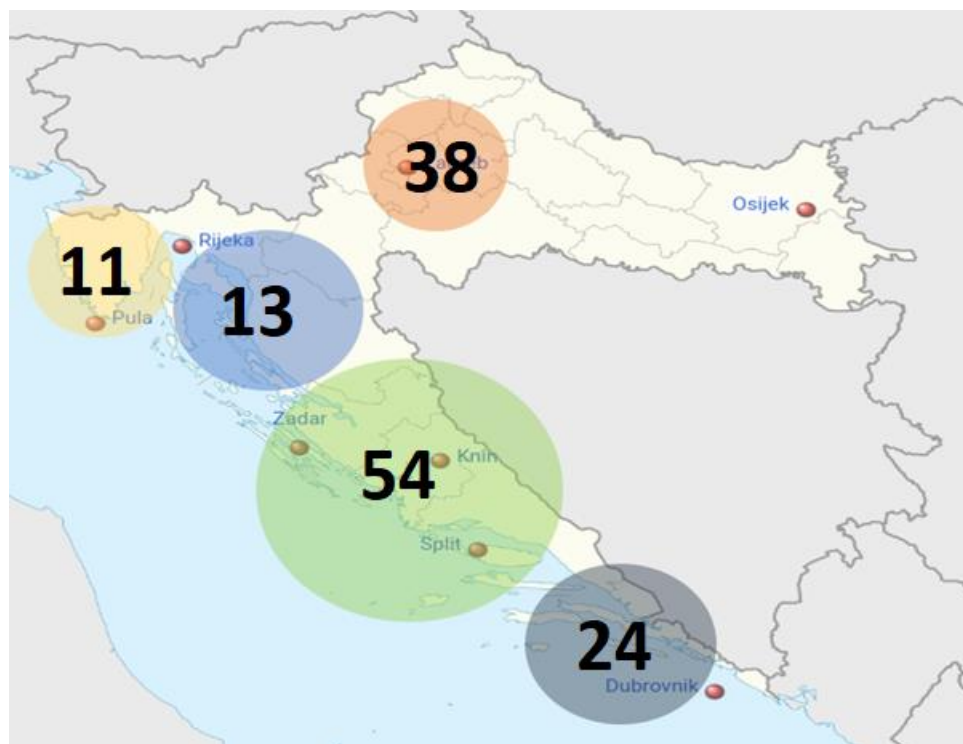 38
Osijek
Rijeka
11
Pula
13
Zadar
54
Knin
Split
24
Dubrovnik